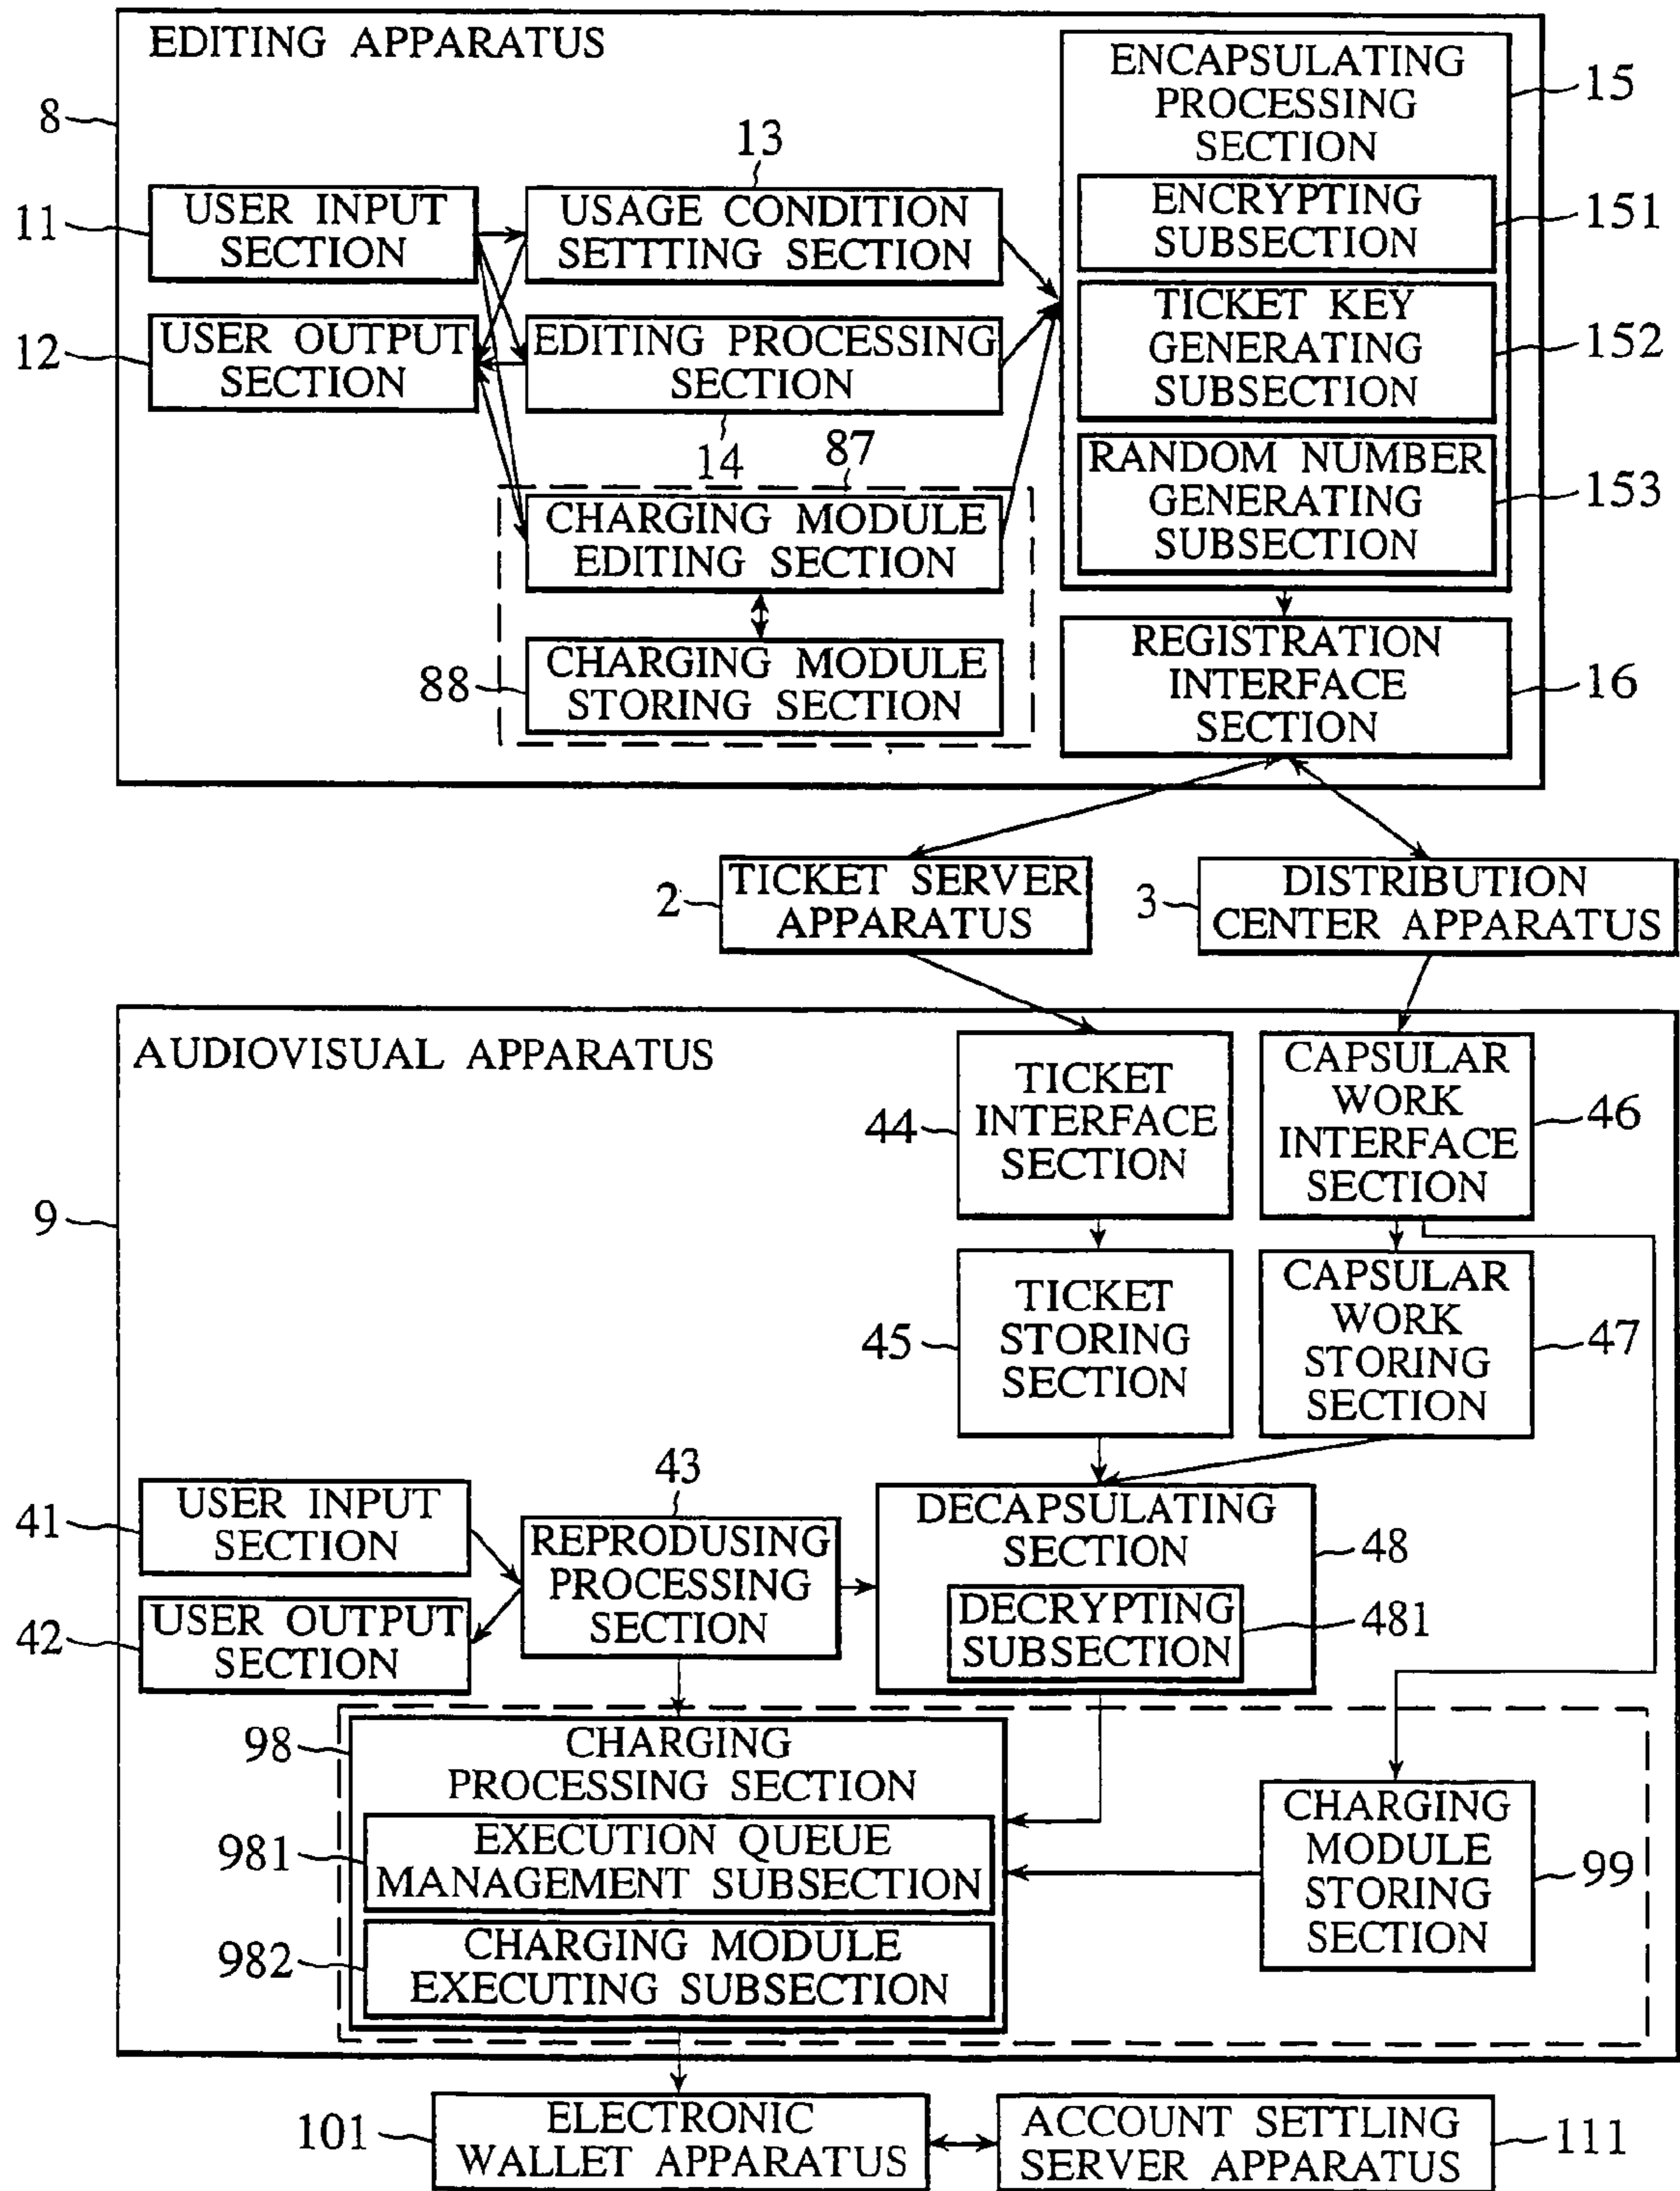 EDITING APPARATUS
8
11
USER INPUT
SECTION
12
USER OUTPUT
SECTION
13
USAGE CONDITION
SETTTING SECTION
EDITING PROCESSING
SECTION
14
87
CHARGING MODULE
EDITING SECTION
88
CHARGING MODULE
STORING SECTION
ENCAPSULATING
PROCESSING
SECTION
15
ENCRYPTING
SUBSECTION
151
TICKET KEY
GENERATING
SUBSECTION
152
RANDOM NUMBER
GENERATING
SUBSECTION
153
REGISTRATION
INTERFACE
SECTION
16
2
TICKET SERVER
APPARATUS
3
DISTRIBUTION
CENTER APPARATUS
AUDIOVISUAL APPARATUS
9
44
TICKET
INTERFACE
SECTION
CAPSULAR
WORK
INTERFACE
SECTION
46
45
TICKET
STORING
SECTION
CAPSULAR
WORK
STORING
SECTION
47
41
USER INPUT
SECTION
42
USER OUTPUT
SECTION
43
REPRODUSING
PROCESSING
SECTION
DECAPSULATING
SECTION
48
DECRYPTING
SUBSECTION
481
98
CHARGING
PROCESSING SECTION
981
EXECUTION QUEUE
MANAGEMENT SUBSECTION
982
CHARGING MODULE
EXECUTING SUBSECTION
CHARGING
MODULE
STORING
SECTION
99
101
ELECTRONIC
WALLET APPARATUS
ACCOUNT SETTLING
SERVER APPARATUS
111